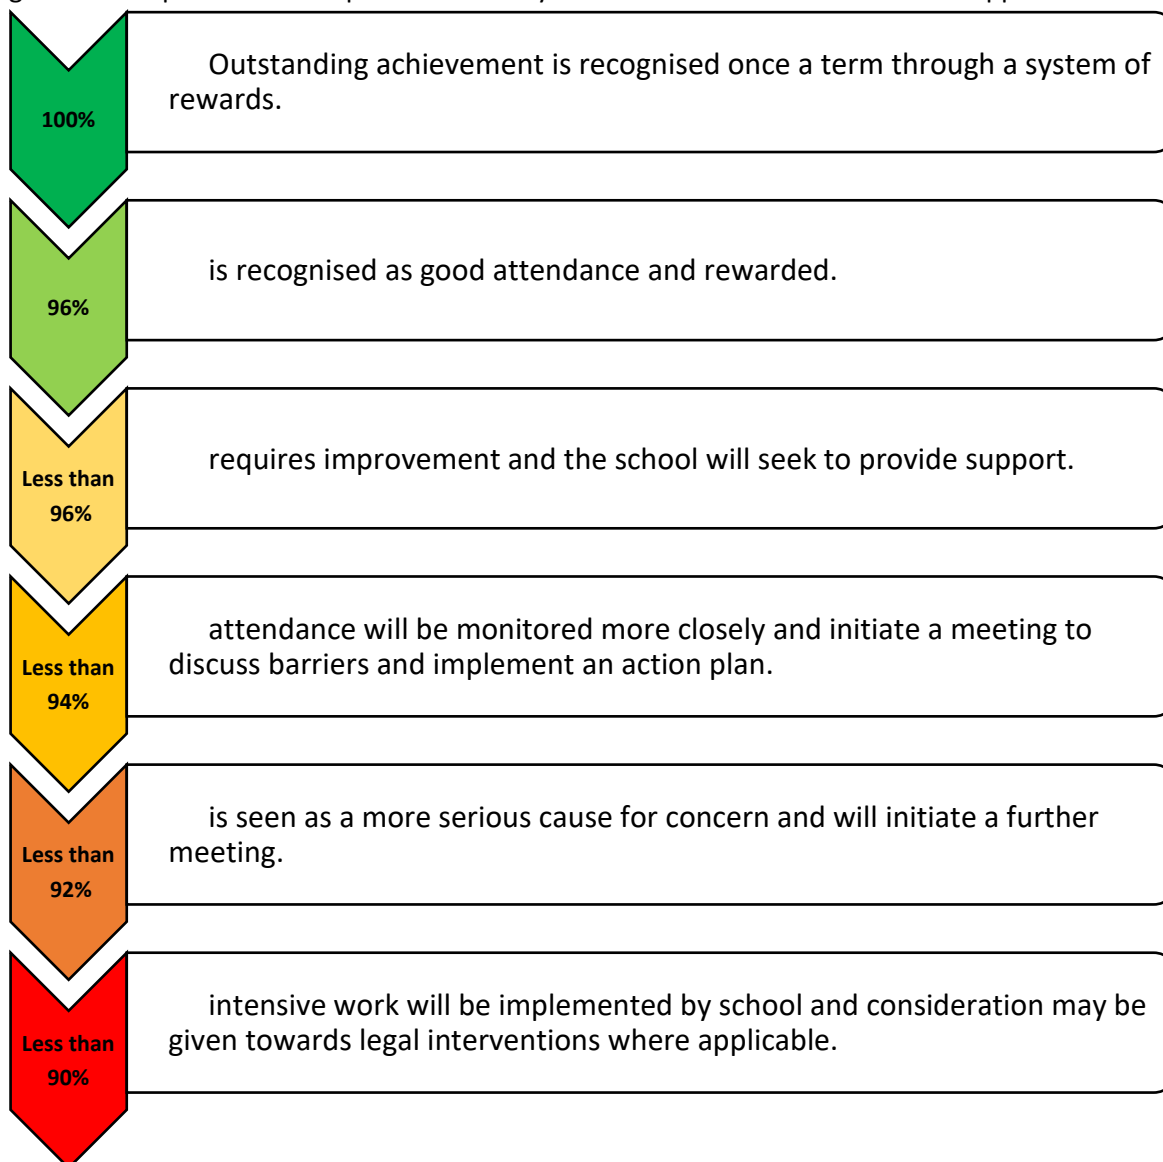 Outstanding achievement is recognised once a term through a system of
rewards.
100%
is recognised as good attendance and rewarded.
96%
requires improvement and the school will seek to provide support.
Less than
96%
attendance will be monitored more closely and initiate a meeting to
discuss barriers and implement an action plan.
Less than
94%
is seen as a more serious cause for concern and will initiate a further
meeting.
Less than
92%
intensive work will be implemented by school and consideration may be
given towards legal interventions where applicable.
Less than
90%